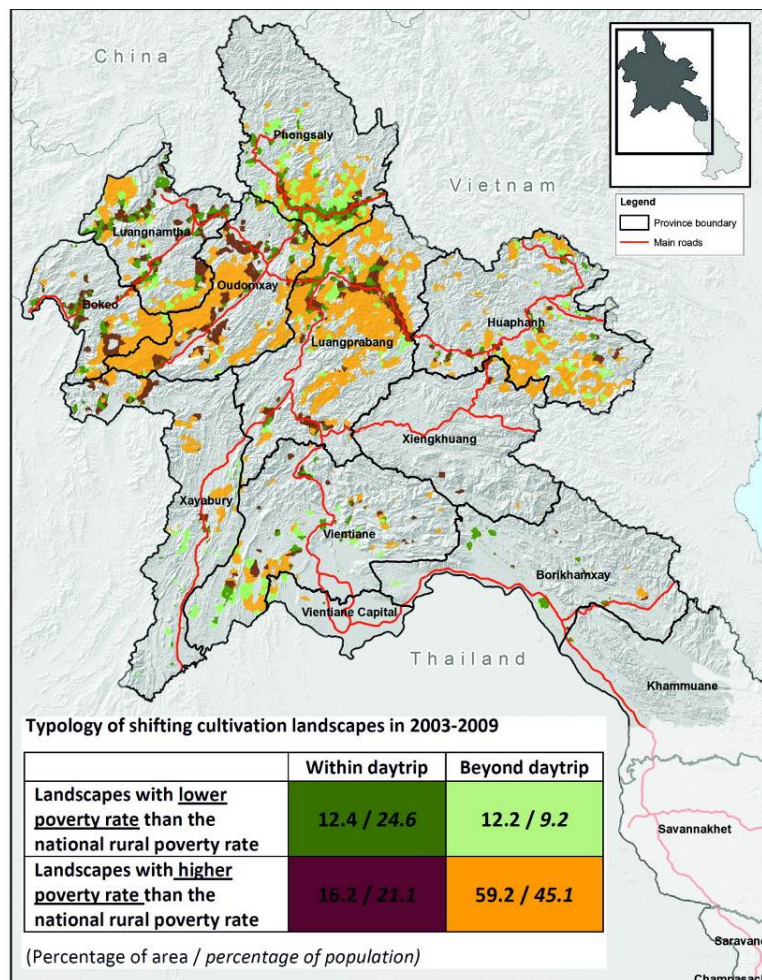 China
Phongsaly
Vietnam
Legend
Province boundary
Main roads
Luangnamtha
Oudomxay
Bokeo
Huaphanh
Luangprabang
Xiengkhuang
Xayabury
Vientiane
Borikhamxay
Vientiane Capital
Thailand
Khammuane
Typology of shifting cultivation landscapes in 2003-2009
Within daytrip Beyond daytrip
Landscapes with lower
poverty rate than the
national rural poverty rate
12.4 / 24.6 12.2 / 9.2
Landscapes with higher
poverty rate than the
national rural poverty rate
16.2 / 21.1 59.2 / 45.1
(Percentage of area / percentage of population)
Savannakhet
Saravane
Champasack